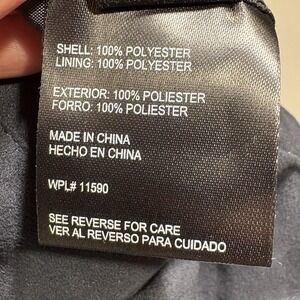 SHELL: 100% POLYESTER
LINING: 100% POLYESTER
EXTERIOR: 100% POLIESTER
FORRO: 100% POLIESTER
MADE IN CHINA
HECHO EN CHINA
WPL# 11590
SEE REVERSE FOR CARE
VER AL REVERSO PARA CUIDADO